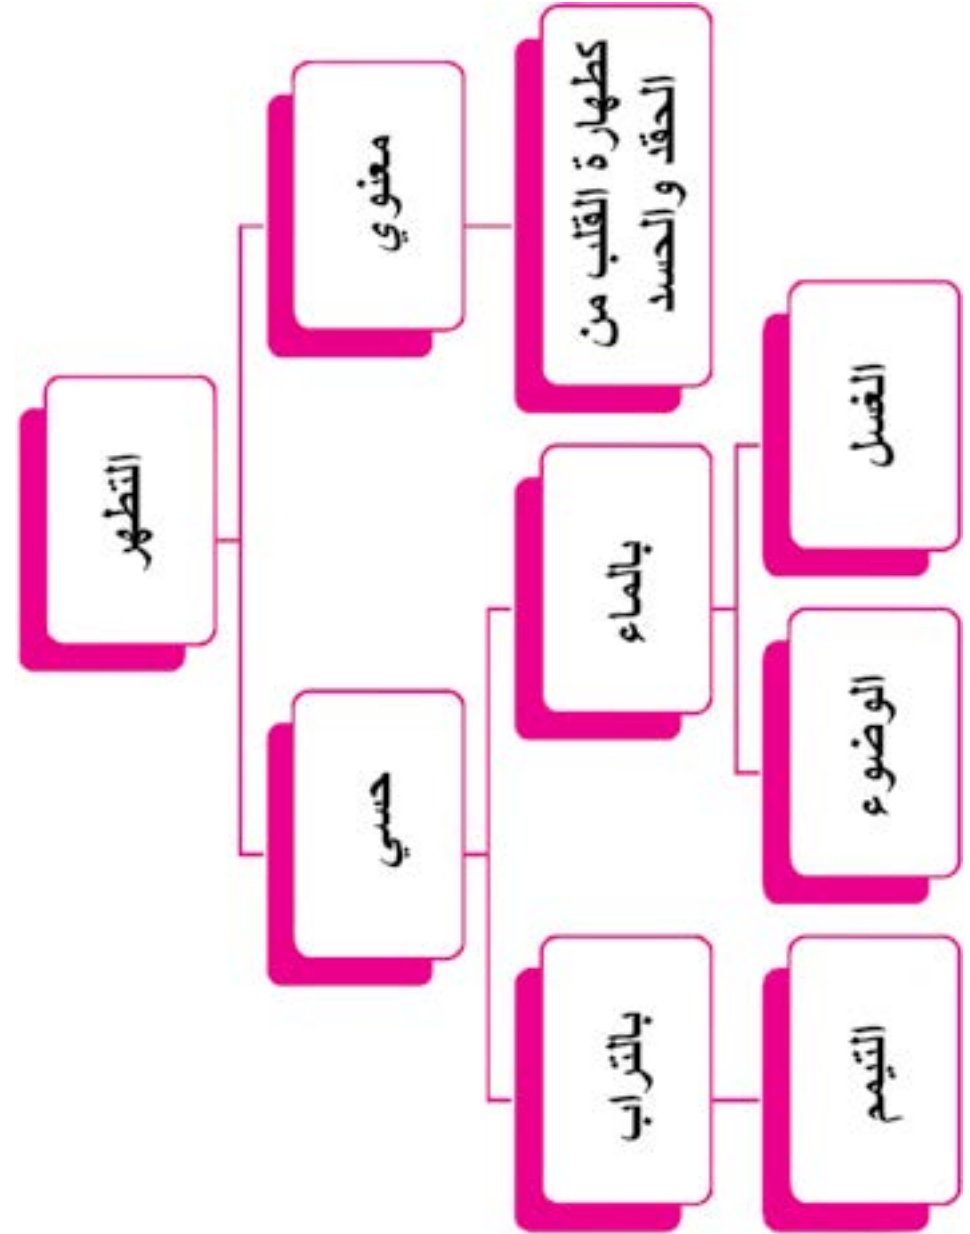 التطهر
معنوي
حسي
كطهارة القلب من
الحقد والحسد
بالماء
بالتراب
الغسل
الوضوء
التيمم